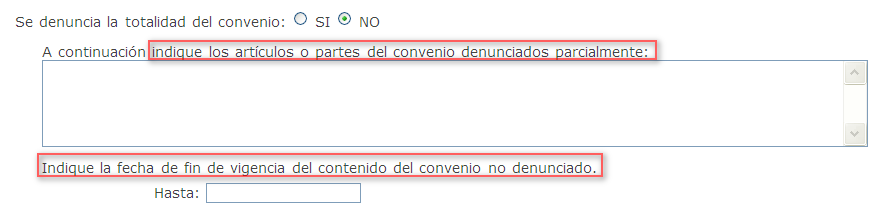 Se denuncia la totalidad del convenio: SI NO
A continuación indique los artículos o partes del convenio denunciados parcialmente:
Indique la fecha de fin de vigencia del contenido del convenio no denunciado.
Hasta: